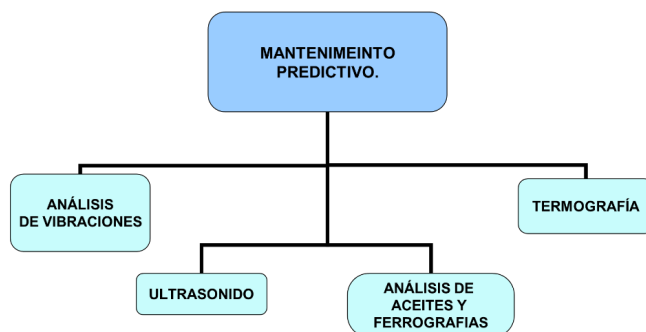 MANTENIMEINTO
PREDICTIVO.
ANÁLISIS
DE VIBRACIONES
TERMOGRAFÍA
ULTRASONIDO
ANÁLISIS DE
ACEITES Y
FERROGRAFIAS